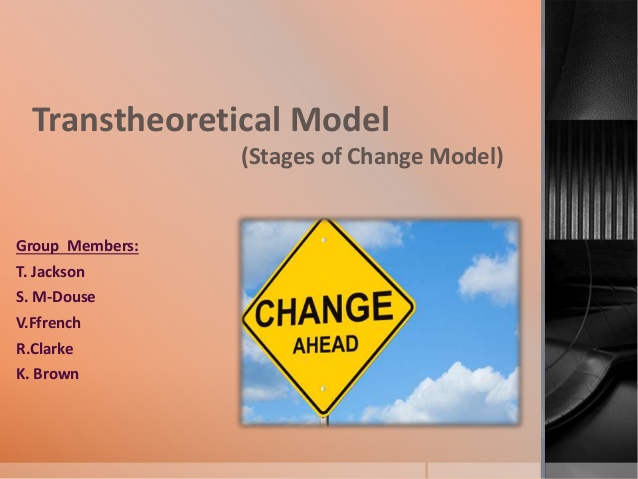 Transtheoretical Model
(Stages of Change Model)
Group Members:
T. Jackson
S. M-Douse
V.Ffrench
R.Clarke
K. Brown
CHANGE
AHEAD